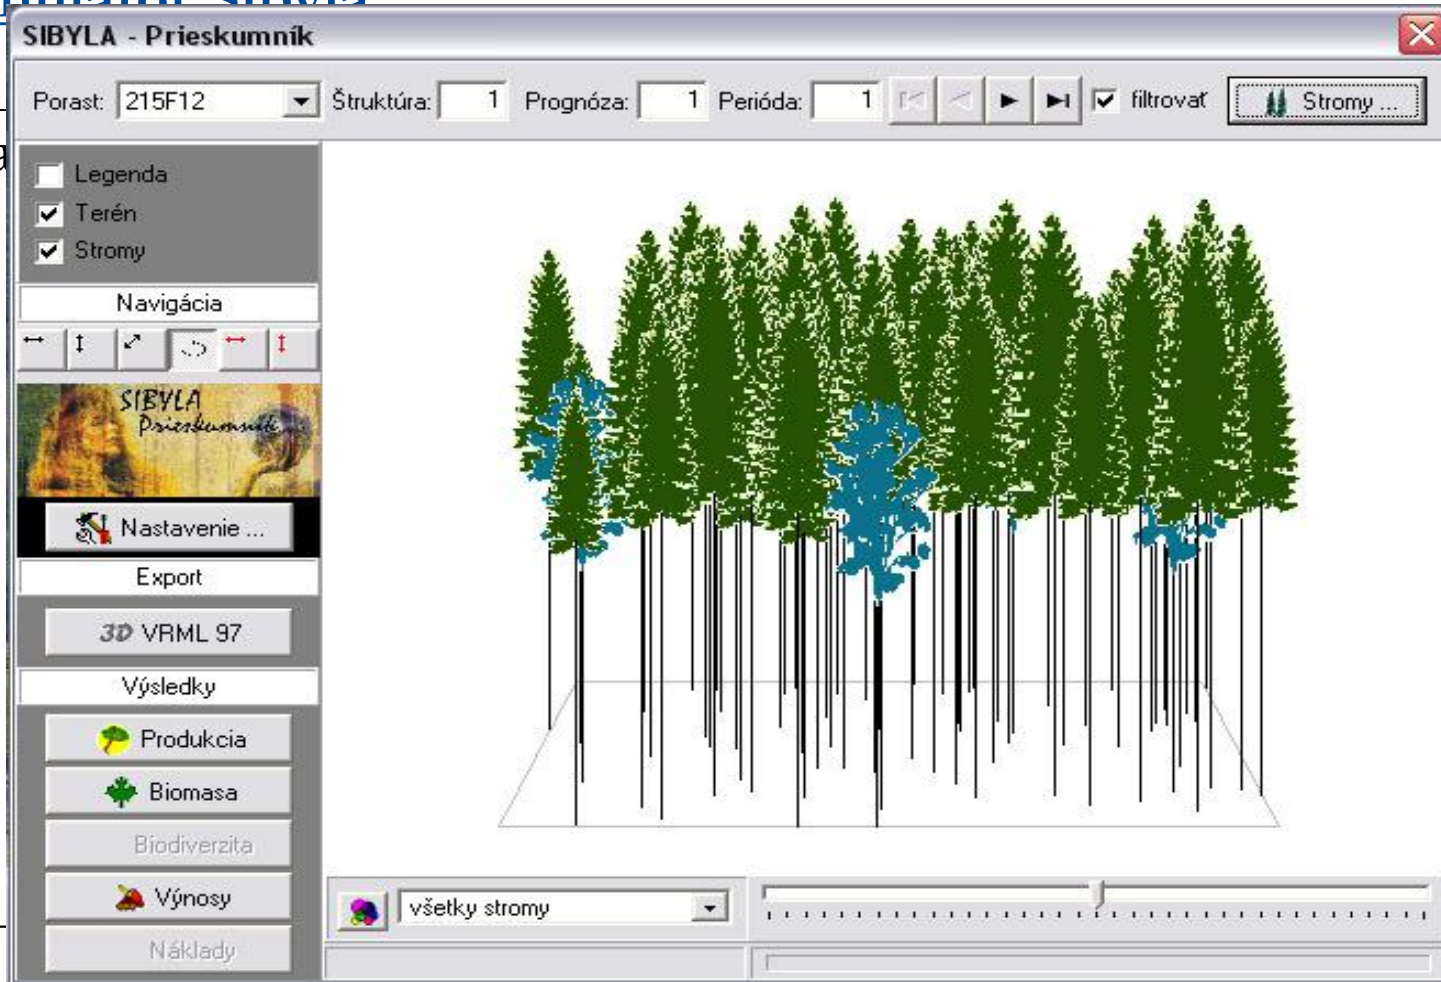 SIBYLA - Prieskumník
Porast: 215F12 Štruktúra: 1 Prognóza: 1 Perióda: 1 filtrovať Stromy ...
Legenda
Terén
Stromy
Navigácia
SIBYLA
Prieskumník
Nastavenie ...
Export
3D VRML 97
Výsledky
Produkcia
Biomasa
Biodiverzita
Výnosy
Náklady
všetky stromy